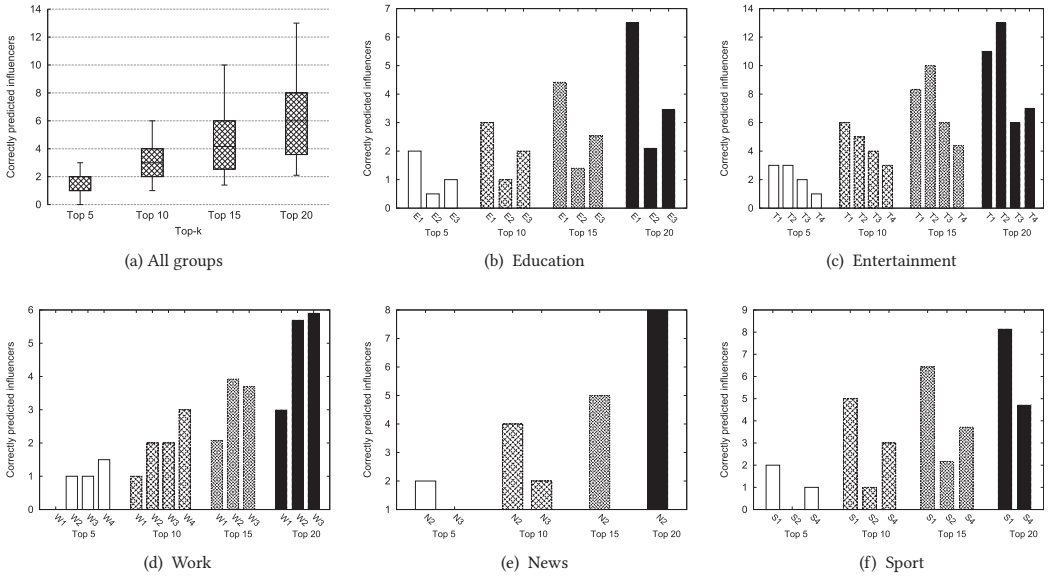 14
12
10
8
6
4
2
0
Correctly predicted influencers
Top 5 Top 10 Top 15 Top 20
Top-k
(a) All groups
7
6
5
4
3
2
1
0
Correctly predicted influencers
E1 E2 E3 E1 E2 E3 E1 E2 E3 E1 E2 E3
Top 5 Top 10 Top 15 Top 20
(b) Education
14
12
10
8
6
4
2
0
Correctly predicted influencers
T1 T2 T3 T4 T1 T2 T3 T4 T1 T2 T3 T4 T1 T2 T3 T4
Top 5 Top 10 Top 15 Top 20
(c) Entertainment
6
5
4
3
2
1
0
Correctly predicted influencers
W1 W2 W3 W4 W1 W2 W3 W4 W1 W2 W3 W1 W2 W3
Top 5 Top 10 Top 15 Top 20
(d) Work
8
7
6
5
4
3
2
1
Correctly predicted influencers
N2 N3 N2 N3 N2 N2
Top 5 Top 10 Top 15 Top 20
(e) News
9
8
7
6
5
4
3
2
1
0
Correctly predicted influencers
S1 S2 S4 S1 S2 S4 S1 S2 S4 S1 S4
Top 5 Top 10 Top 15 Top 20
(f) Sport